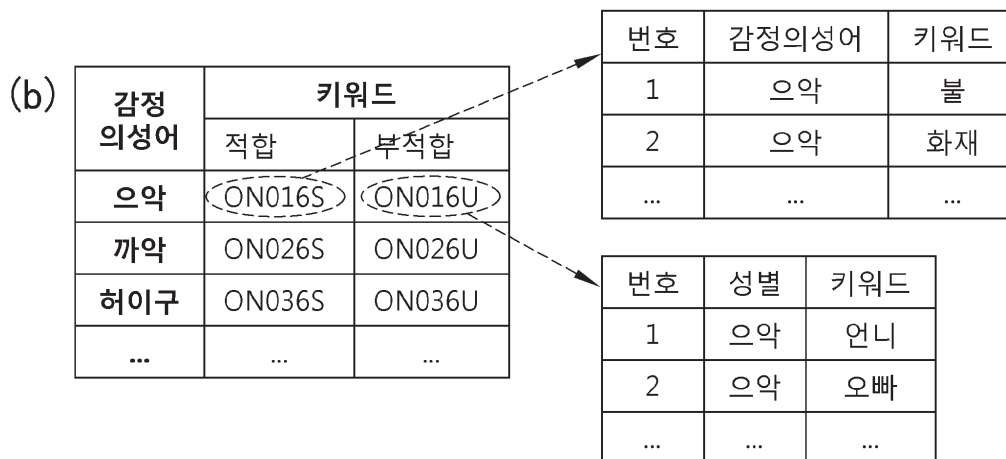 (b)
감정 의성어 키워드
적합 부적합
으악 ON016S ON016U
까악 ON026S ON026U
허이구 ON036S ON036U
... ... ...
번호 감정의성어 키워드
1 으악 불
2 으악 화재
... ... ...
번호 성별 키워드
1 으악 언니
2 으악 오빠
... ... ...